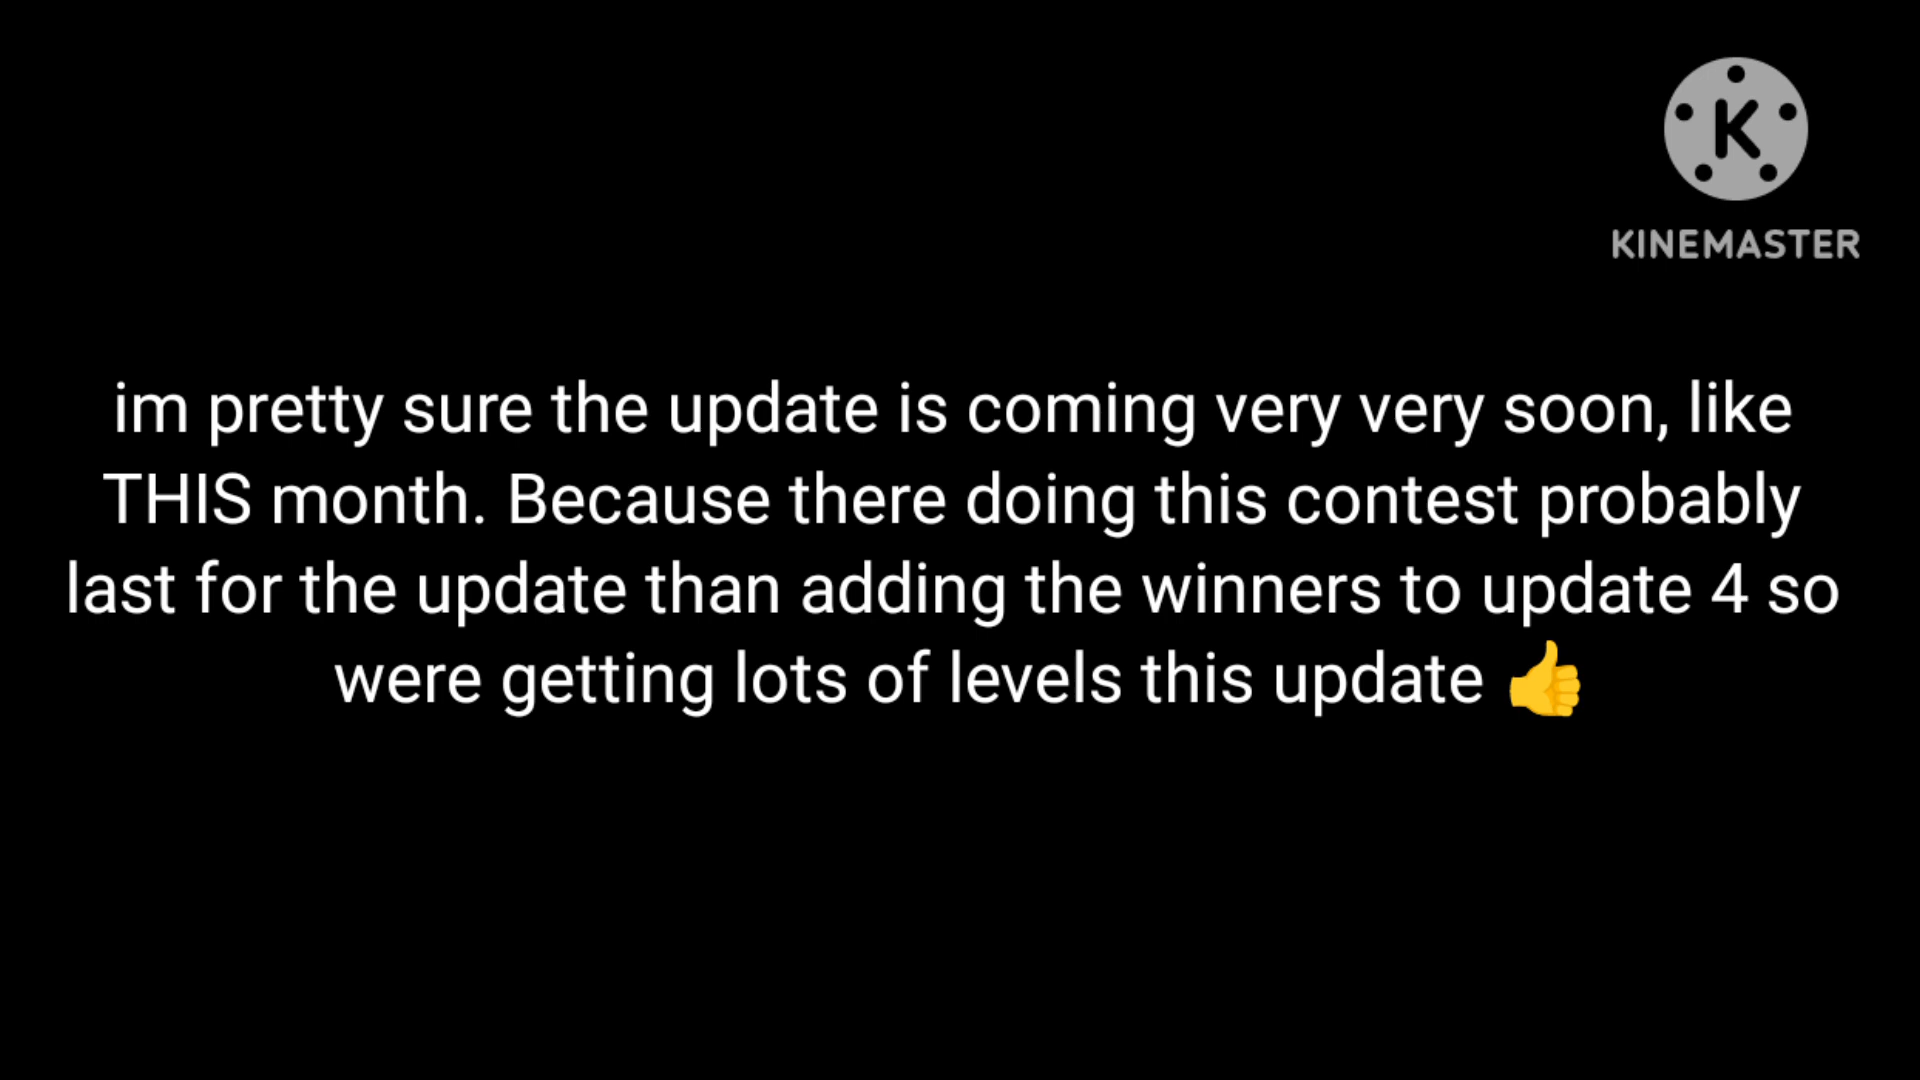 K
KINEMASTER
im pretty sure the update is coming very very soon, like
THIS month. Because there doing this contest probably
last for the update than adding the winners to update 4 so
were getting lots of levels this update 👍